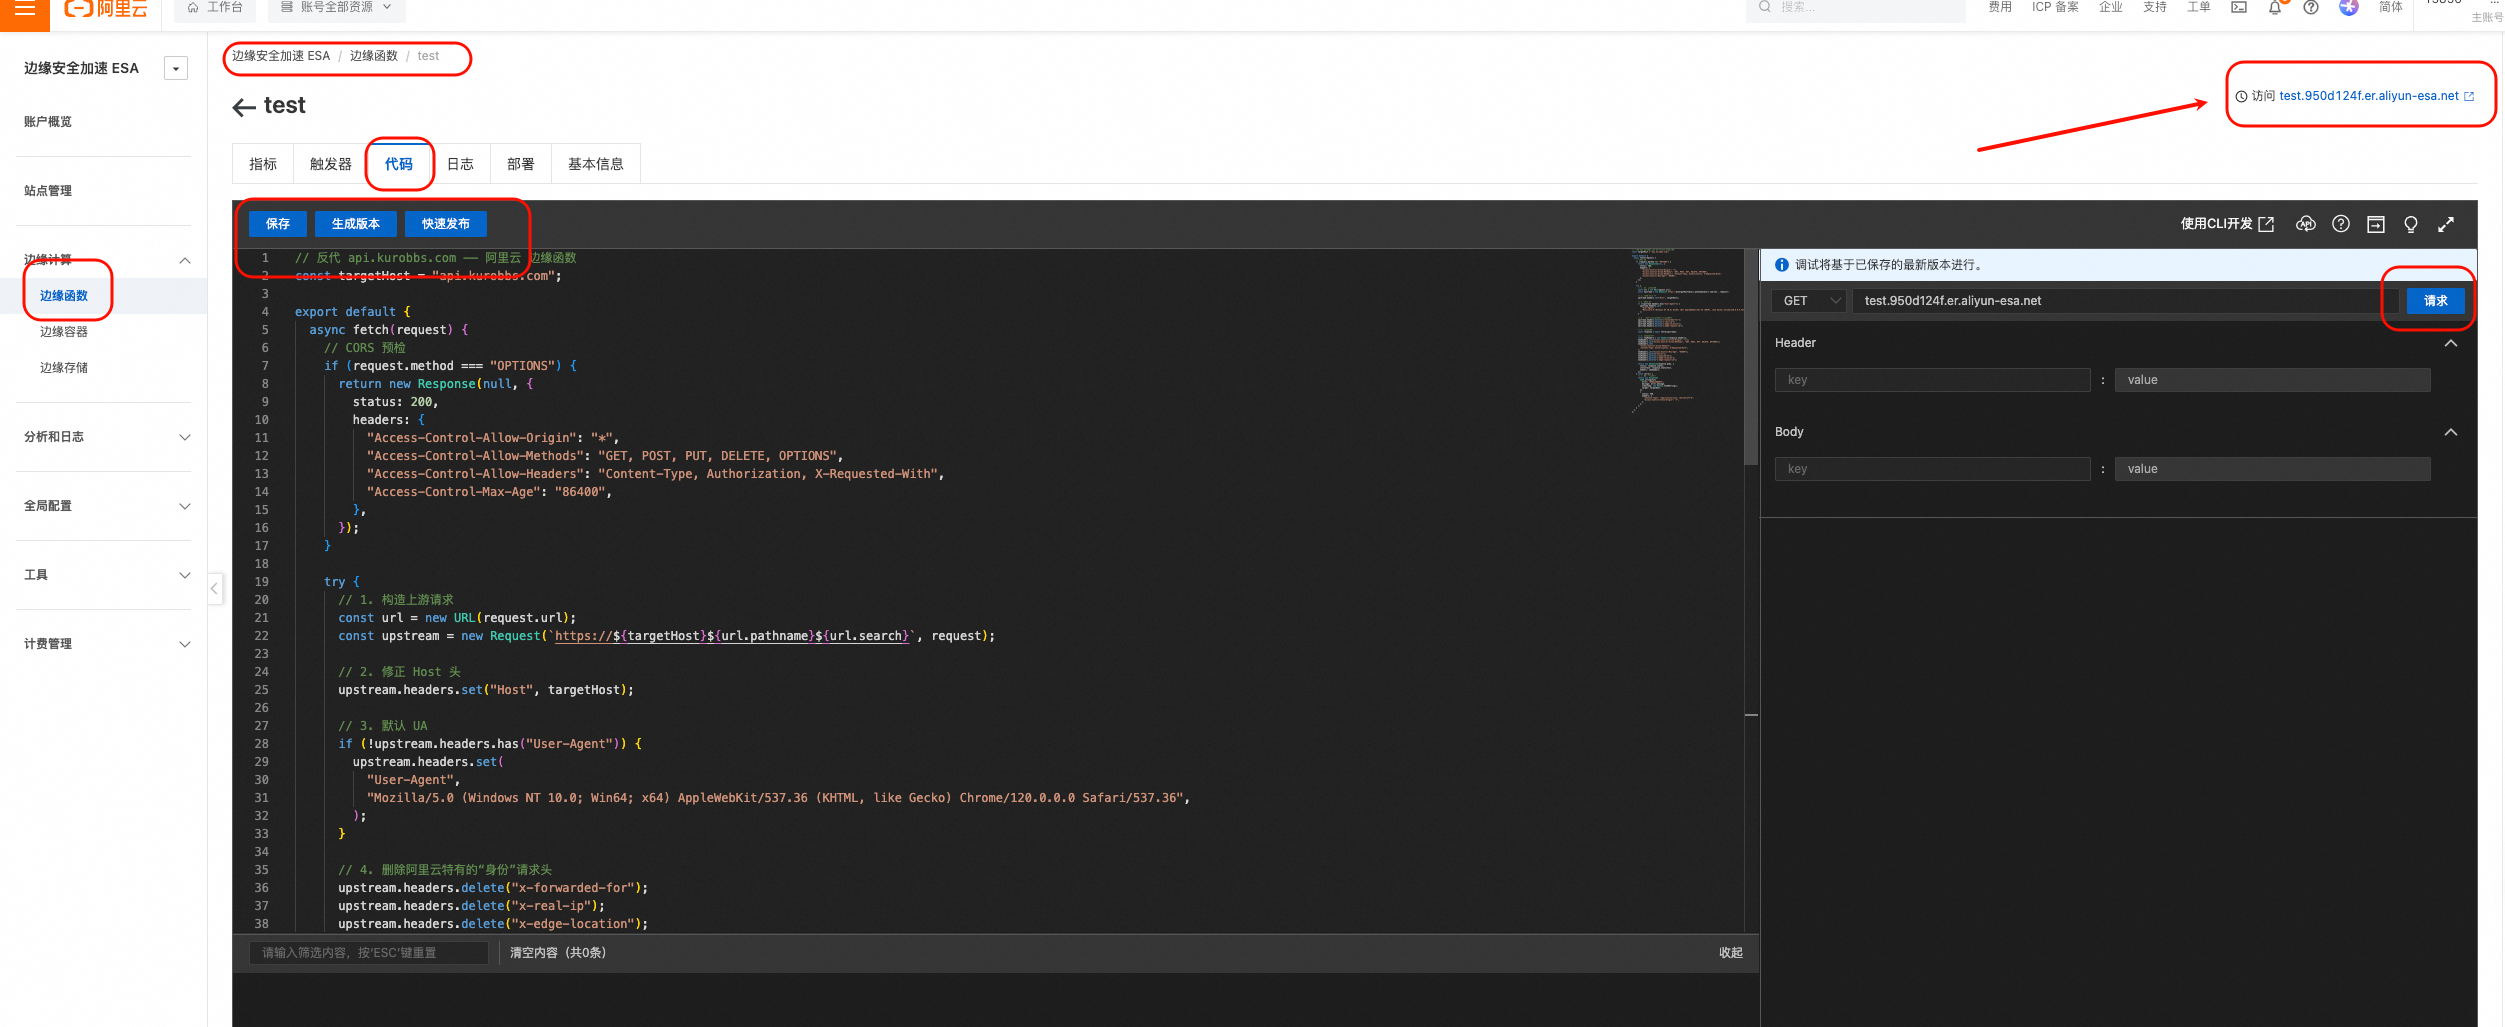 阿里云
工作台
账号全部资源
搜索...
费用
ICP 备案
企业
支持
工单
简体
主账号
边缘安全加速 ESA
账户概览
站点管理
边缘计算
边缘函数
边缘容器
边缘存储
分析和日志
全局配置
工具
计费管理
边缘安全加速 ESA / 边缘函数 / test
test
访问 test.950d124f.er.aliyun-esa.net
指标
触发器
代码
日志
部署
基本信息
保存
生成版本
快速发布
使用CLI开发
1 // 反代 api.kurobbs.com —— 阿里云 边缘函数
2 const targetHost = "api.kurobbs.com";
3
4 export default {
5 async fetch(request) {
6 // CORS 预检
7 if (request.method === "OPTIONS") {
8 return new Response(null, {
9 status: 200,
10 headers: {
11 "Access-Control-Allow-Origin": "*",
12 "Access-Control-Allow-Methods": "GET, POST, PUT, DELETE, OPTIONS",
13 "Access-Control-Allow-Headers": "Content-Type, Authorization, X-Requested-With",
14 "Access-Control-Max-Age": "86400",
15 },
16 });
17 }
18
19 try {
20 // 1. 构造上游请求
21 const url = new URL(request.url);
22 const upstream = new Request(`https://${targetHost}${url.pathname}${url.search}`, request);
23
24 // 2. 修正 Host 头
25 upstream.headers.set("Host", targetHost);
26
27 // 3. 默认 UA
28 if (!upstream.headers.has("User-Agent")) {
29 upstream.headers.set(
30 "User-Agent",
31 "Mozilla/5.0 (Windows NT 10.0; Win64; x64) AppleWebKit/537.36 (KHTML, like Gecko) Chrome/120.0.0.0 Safari/537.36",
32 );
33 }
34
35 // 4. 删除阿里云特有的“身份”请求头
36 upstream.headers.delete("x-forwarded-for");
37 upstream.headers.delete("x-real-ip");
38 upstream.headers.delete("x-edge-location");
请输入筛选内容，按'ESC'键重置
清空内容（共0条）
收起
调试将基于已保存的最新版本进行。
GET
test.950d124f.er.aliyun-esa.net
请求
Header
key : value
Body
key : value